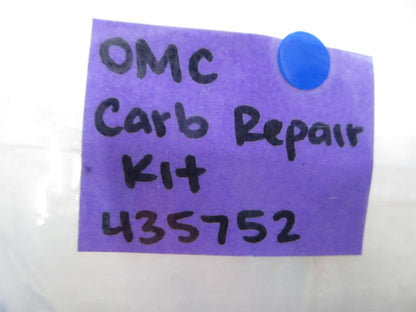 OMC
Carb Repair
Kit
435752